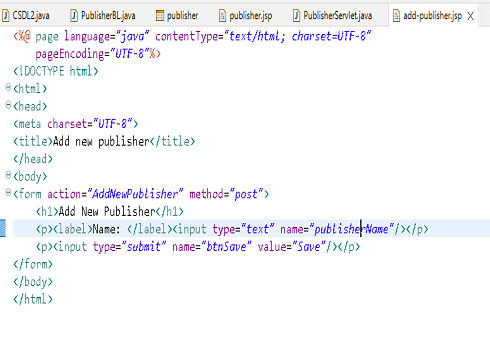 CSDL2.java PublisherBL.java publisher publisher.jsp PublisherServlet.java add-publisher.jsp
<%@ page language="java" contentType="text/html; charset=UTF-8"
pageEncoding="UTF-8"%>
<!DOCTYPE html>
<html>
<head>
<meta charset="UTF-8">
<title>Add new publisher</title>
</head>
<body>
<form action="AddNewPublisher" method="post">
<h1>Add New Publisher</h1>
<p><label>Name: </label><input type="text" name="publisherName"/></p>
<p><input type="submit" name="btnSave" value="Save"/></p>
</form>
</body>
</html>